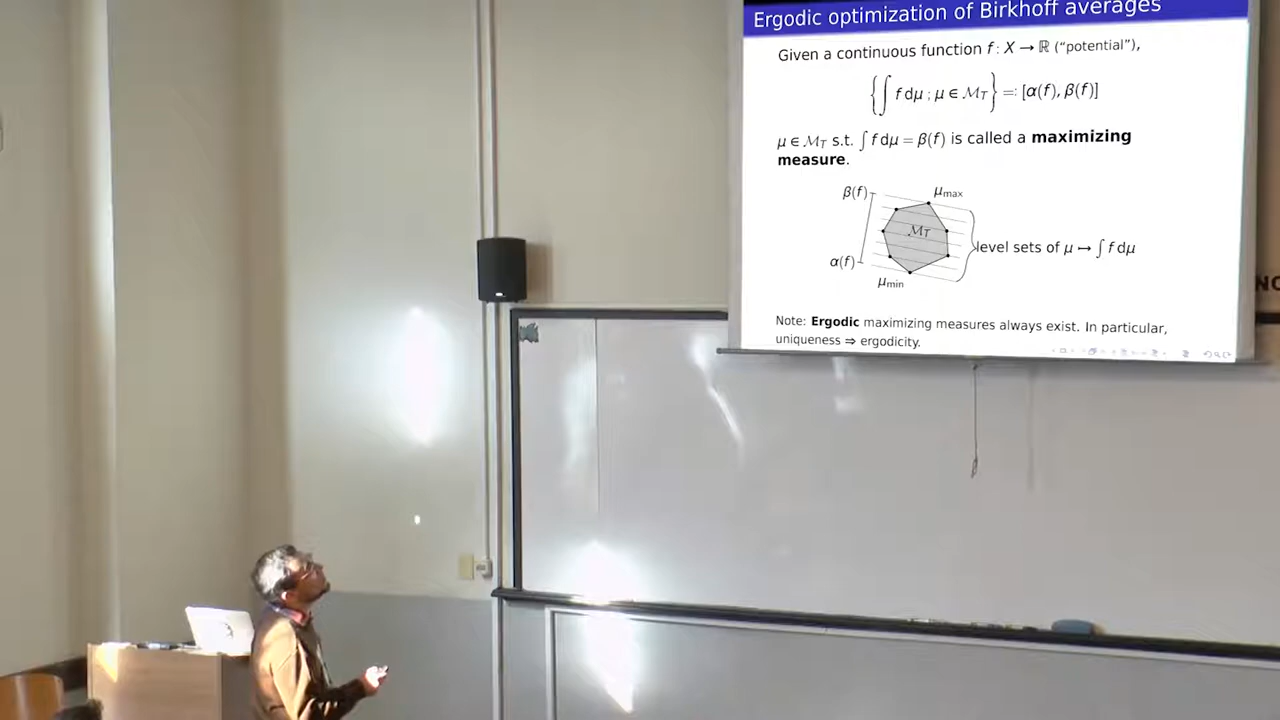 Ergodic optimization of Birkhoff averages
Given a continuous function f : X → ℝ (“potential”),
{∫ f dμ ; μ ∈ ℳ_T} =: [α(f), β(f)]
μ ∈ ℳ_T s.t. ∫ f dμ = β(f) is called a maximizing
measure.
β(f)
μ_max
ℳ_T
level sets of μ ↦ ∫ f dμ
α(f)
μ_min
Note: Ergodic maximizing measures always exist. In particular,
uniqueness ⇒ ergodicity.